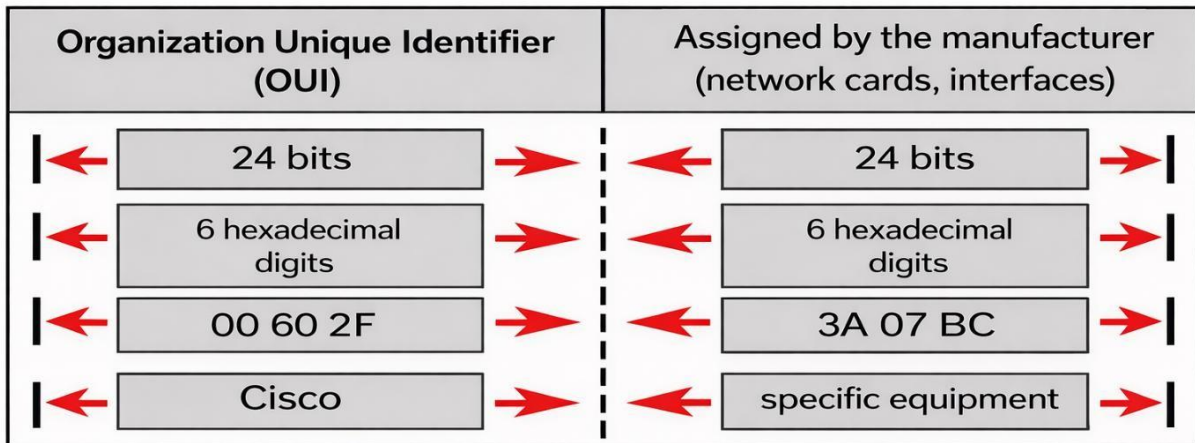 Organization Unique Identifier
(OUI)
Assigned by the manufacturer
(network cards, interfaces)
24 bits
24 bits
6 hexadecimal
digits
6 hexadecimal
digits
00 60 2F
3A 07 BC
Cisco
specific equipment